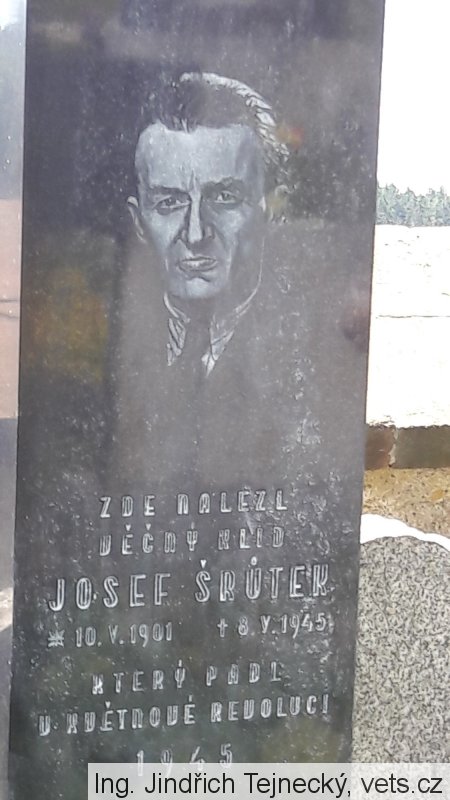 ZDE NALEZL
VĚČNÝ KLID
JOSEF ŠRŮTEK
* 10.V.1901 † 8.V.1945
KTERÝ PADL
V KVĚTNOVÉ REVOLUCI
1945
Ing. Jindřich Tejnecký, vets.cz